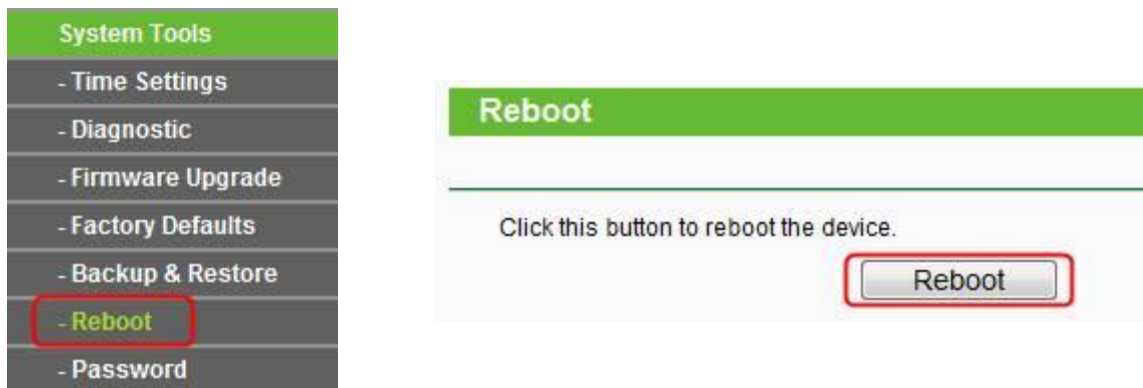 System Tools
- Time Settings
- Diagnostic
- Firmware Upgrade
- Factory Defaults
- Backup & Restore
- Reboot
- Password
Reboot
Click this button to reboot the device.
Reboot